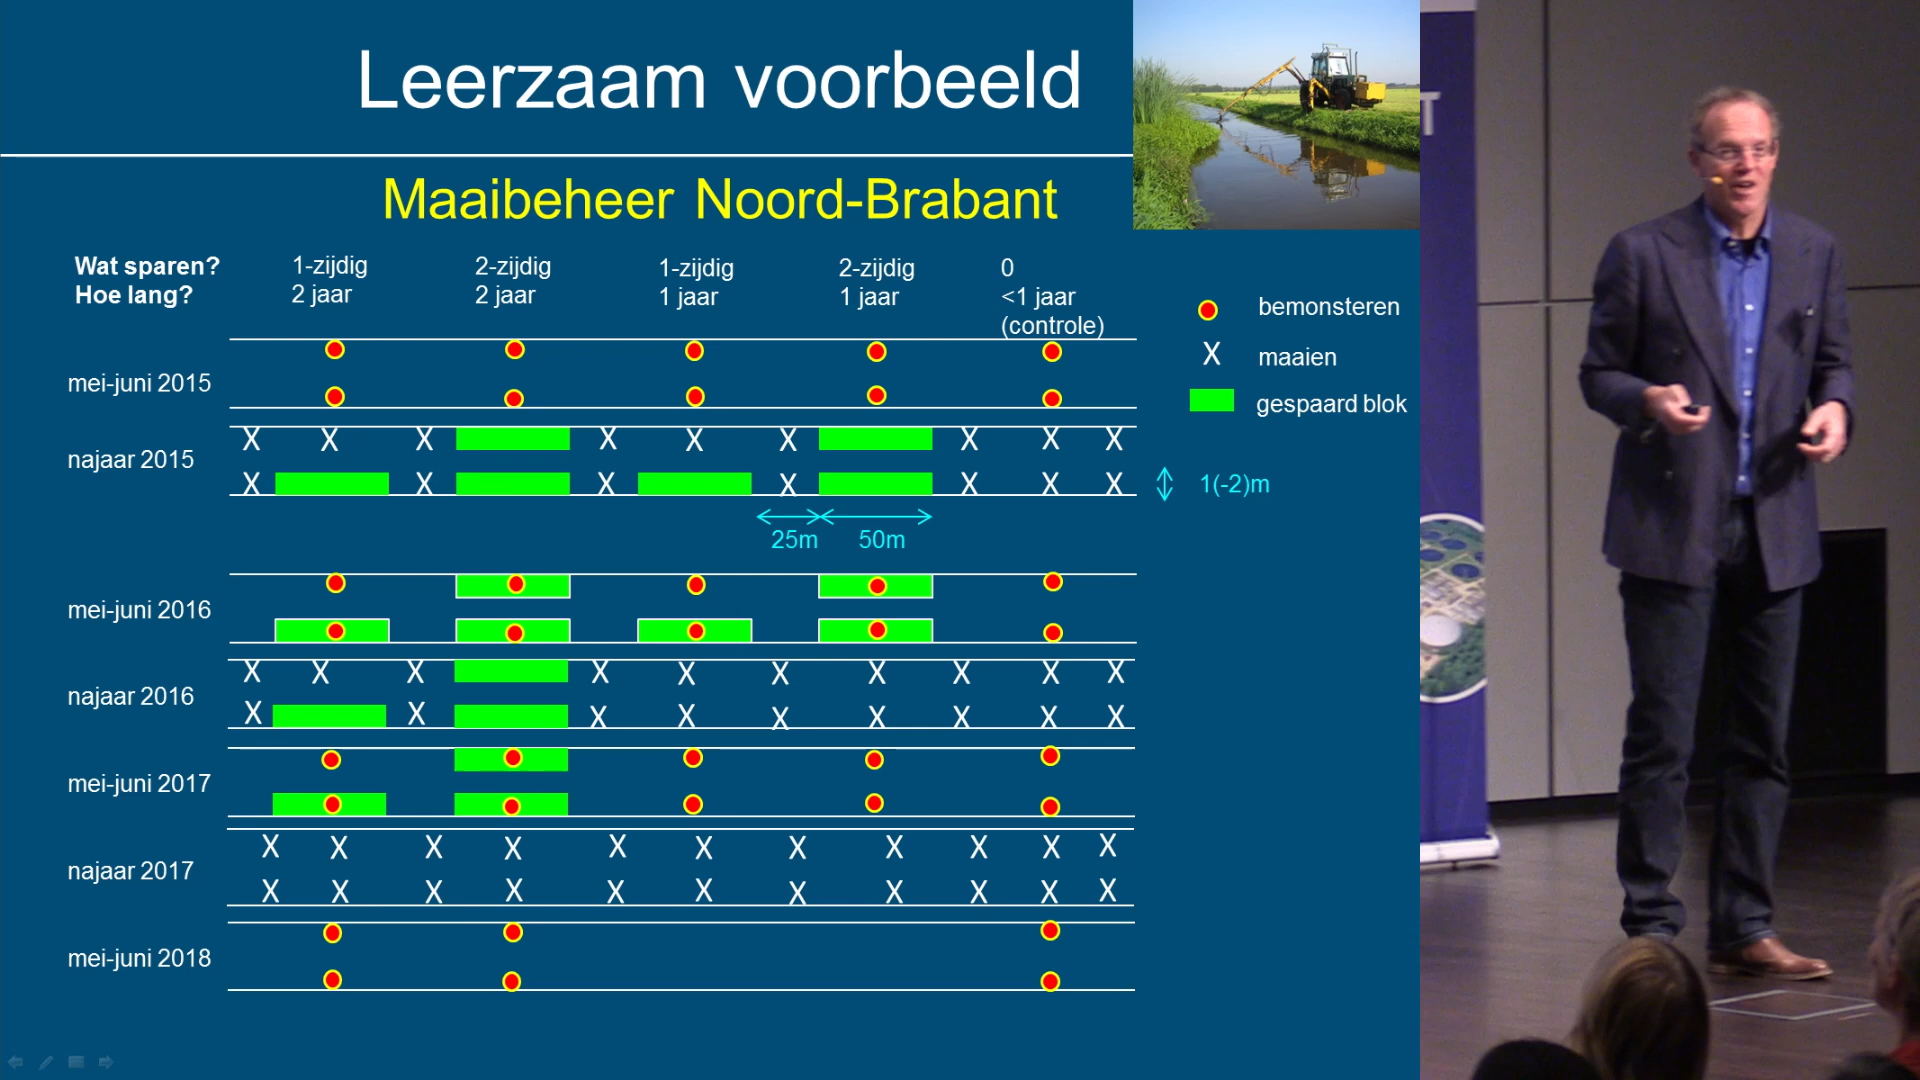 Leerzaam voorbeeld
Maaibeheer Noord-Brabant
Wat sparen?
Hoe lang?
1-zijdig
2 jaar
2-zijdig
2 jaar
1-zijdig
1 jaar
2-zijdig
1 jaar
0
<1 jaar
(controle)
bemonsteren
X maaien
gespaard blok
mei-juni 2015
najaar 2015
X X X X X X X X X
X X X X X X X
1(-2)m
25m 50m
mei-juni 2016
najaar 2016
X X X X X X X X X X
X X X X X X X X X
mei-juni 2017
najaar 2017
X X X X X X X X X X X
X X X X X X X X X X X
mei-juni 2018
T